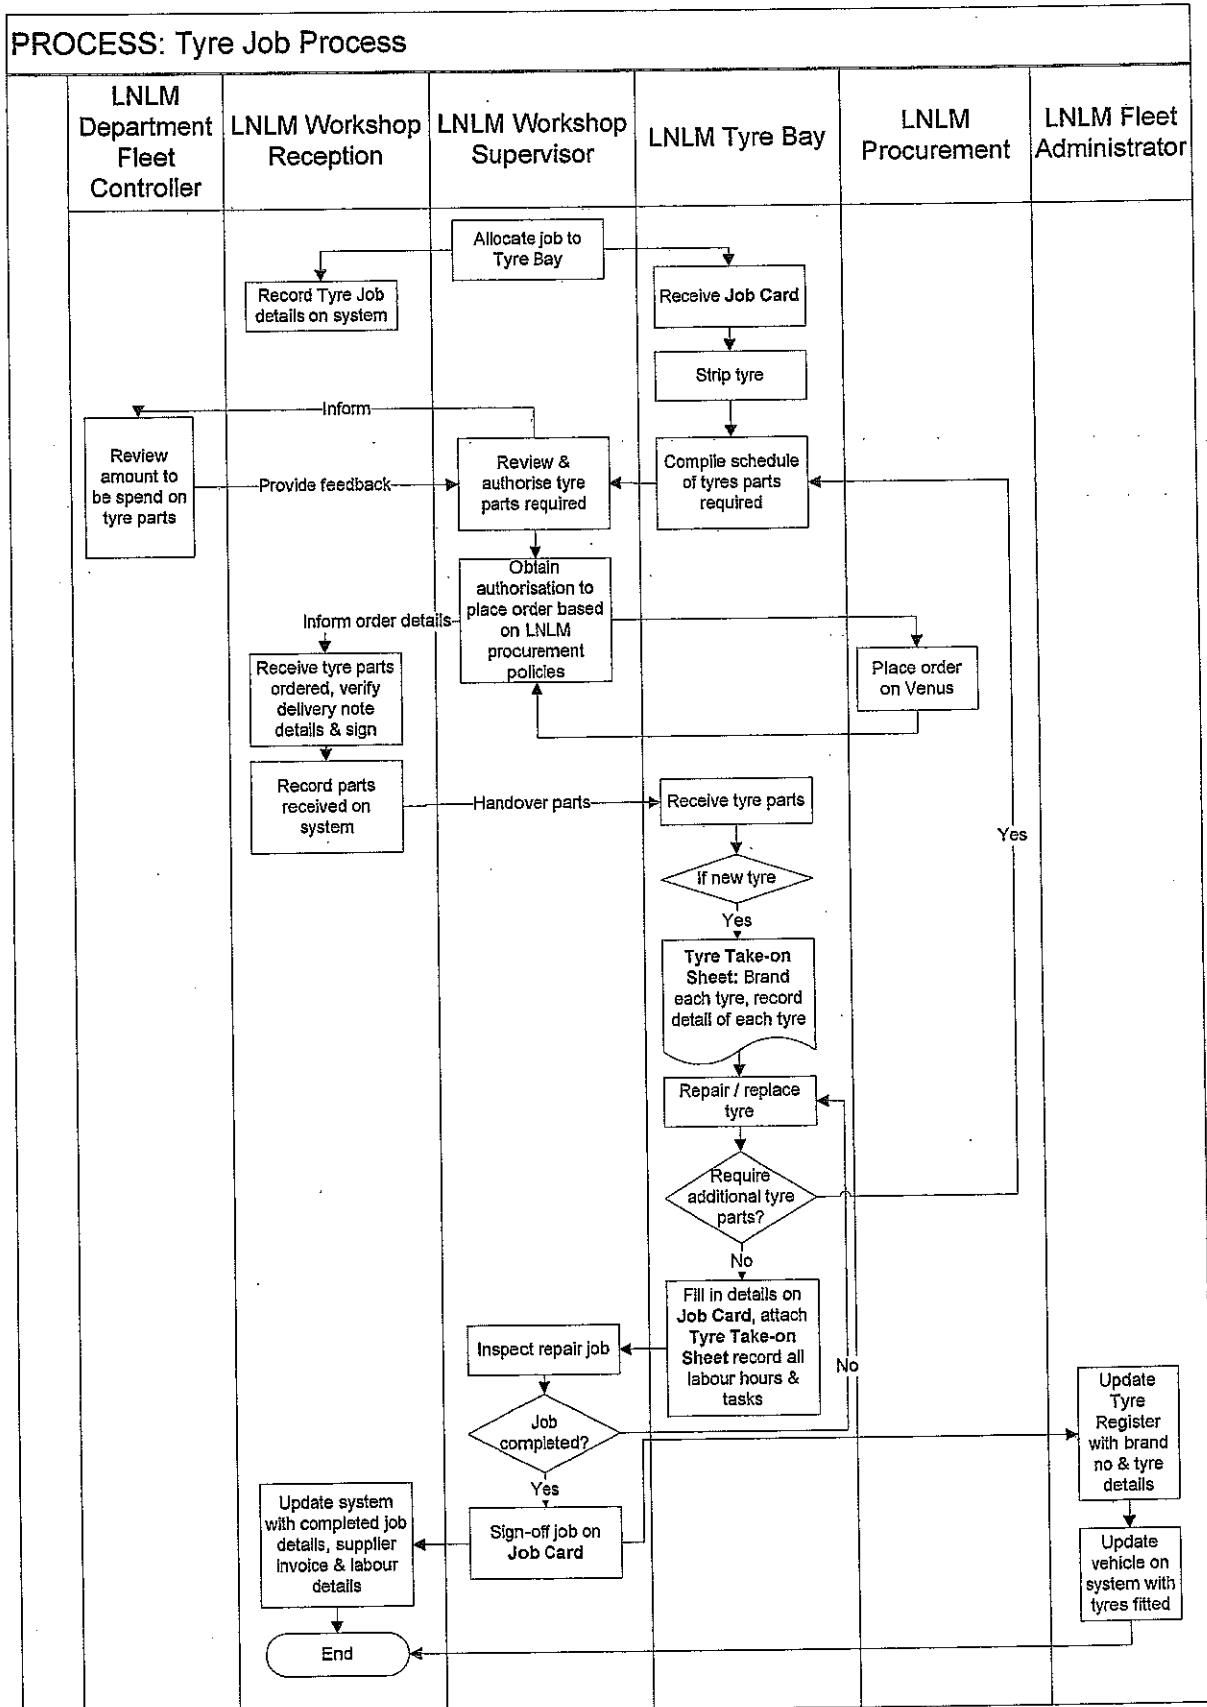 PROCESS: Tyre Job Process
LNLM
Department
Fleet
Controller
LNLM Workshop
Reception
LNLM Workshop
Supervisor
LNLM Tyre Bay
LNLM
Procurement
LNLM Fleet
Administrator
Allocate job to
Tyre Bay
Record Tyre Job
details on system
Receive Job Card
Strip tyre
Inform
Review
amount to
be spend on
tyre parts
Provide feedback
Review &
authorise tyre
parts required
Compile schedule
of tyres parts
required
Obtain
authorisation to
place order based
on LNLM
procurement
policies
Inform order details
Receive tyre parts
ordered, verify
delivery note
details & sign
Place order
on Venus
Record parts
received on
system
Handover parts
Receive tyre parts
Yes
If new tyre
Yes
Tyre Take-on
Sheet: Brand
each tyre, record
detail of each tyre
Repair / replace
tyre
Require
additional tyre
parts?
No
Fill in details on
Job Card, attach
Tyre Take-on
Sheet record all
labour hours &
tasks
Inspect repair job
No
Job
completed?
Yes
Update
Tyre
Register
with brand
no & tyre
details
Update system
with completed job
details, supplier
invoice & labour
details
Sign-off job on
Job Card
Update
vehicle on
system with
tyres fitted
End